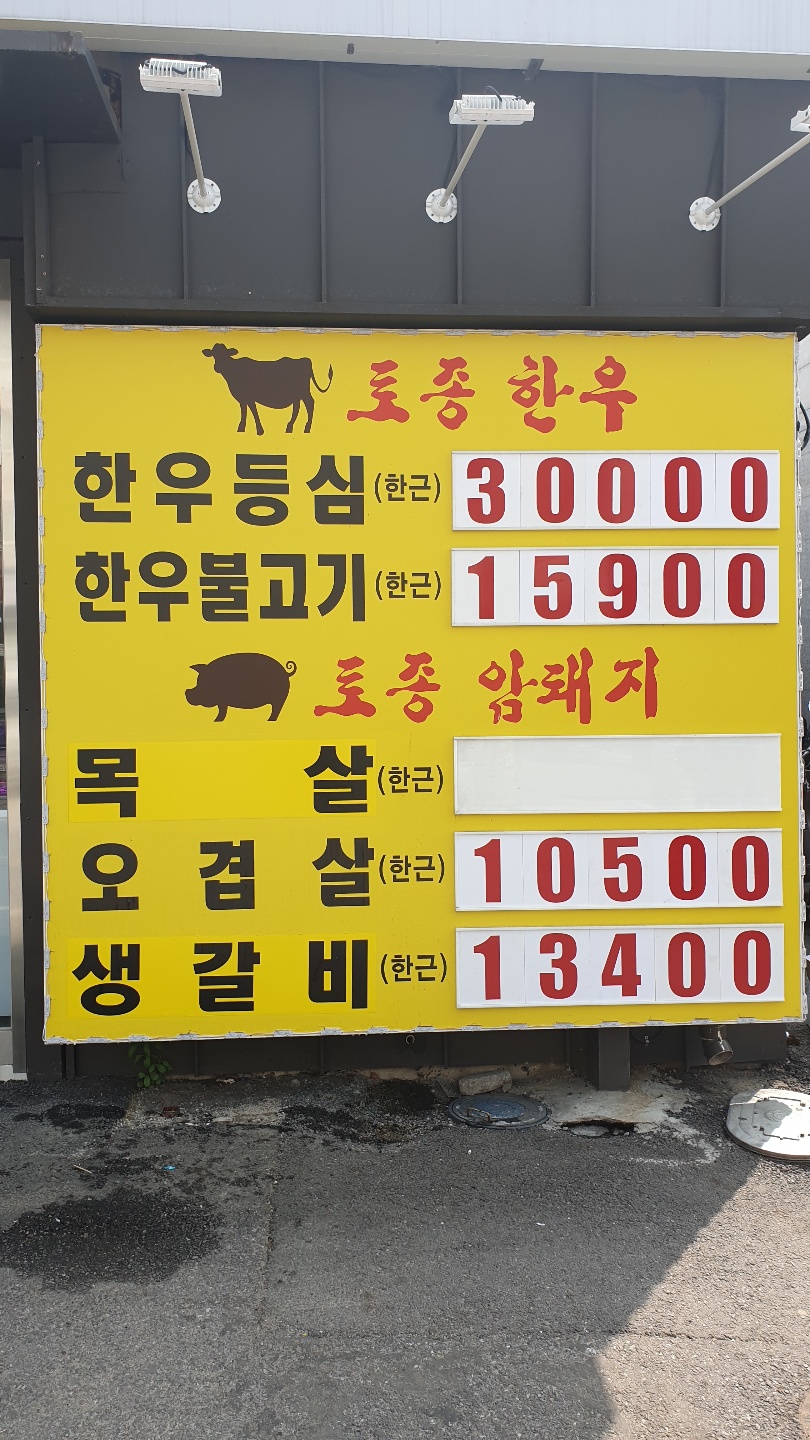 토종 한우
한우등심(한근) 30000
한우불고기(한근) 15900
토종 암퇘지
목살(한근)
오겹살(한근) 10500
생갈비(한근) 13400